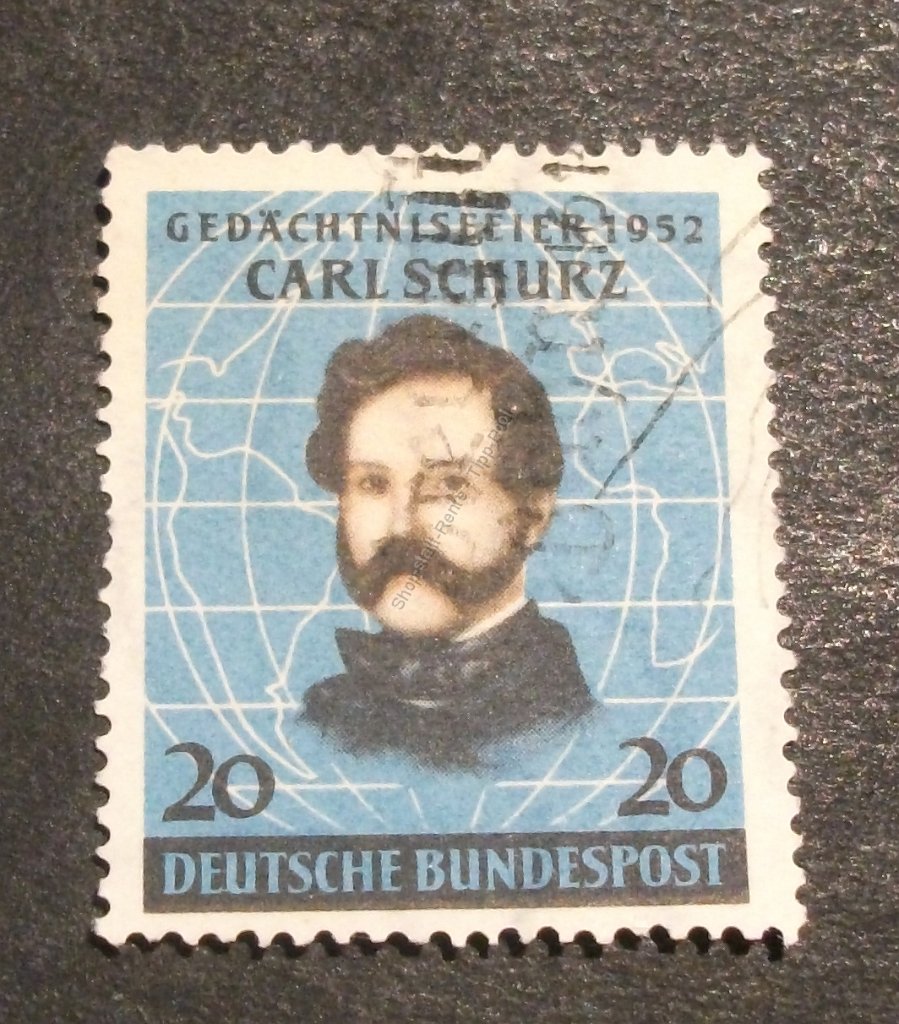 GEDÄCHTNISFEIER 1952
CARL SCHURZ
20 20
DEUTSCHE BUNDESPOST